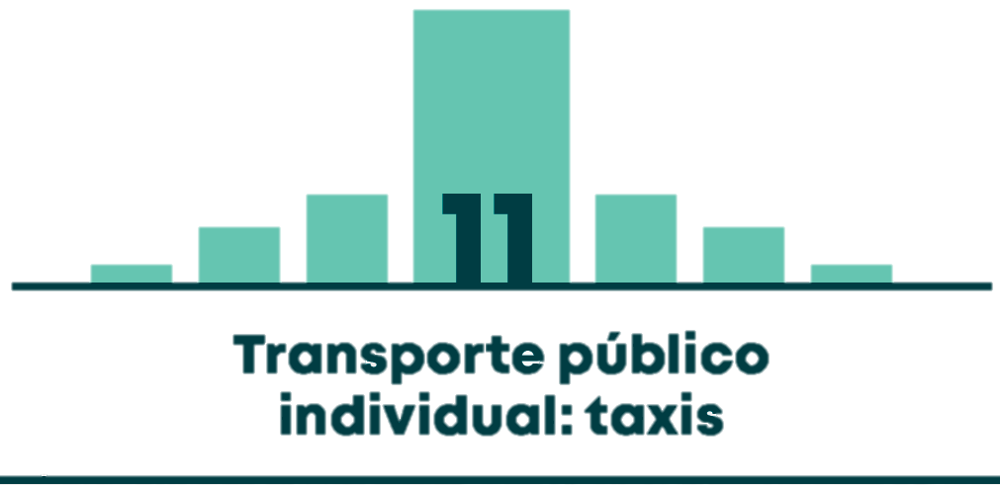 11
Transporte público
individual: taxis